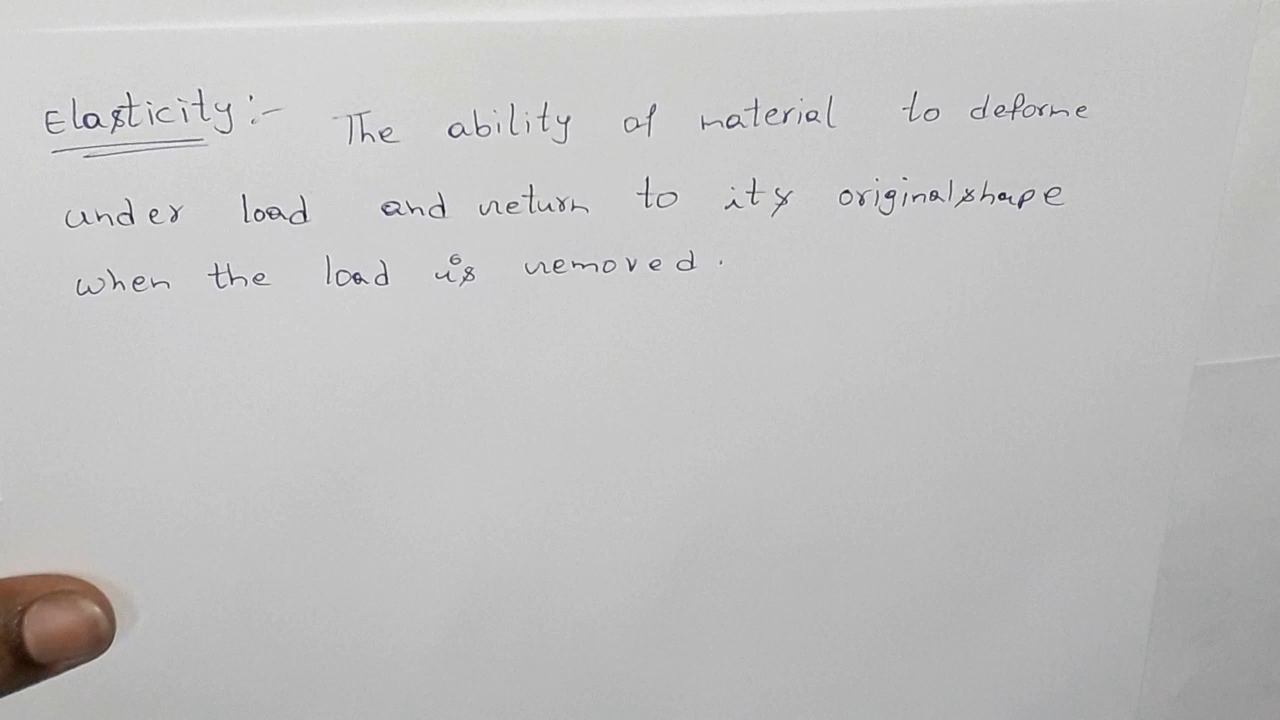 Elasticity :- The ability of material to deforme
under load and return to its original shape
when the load is removed.